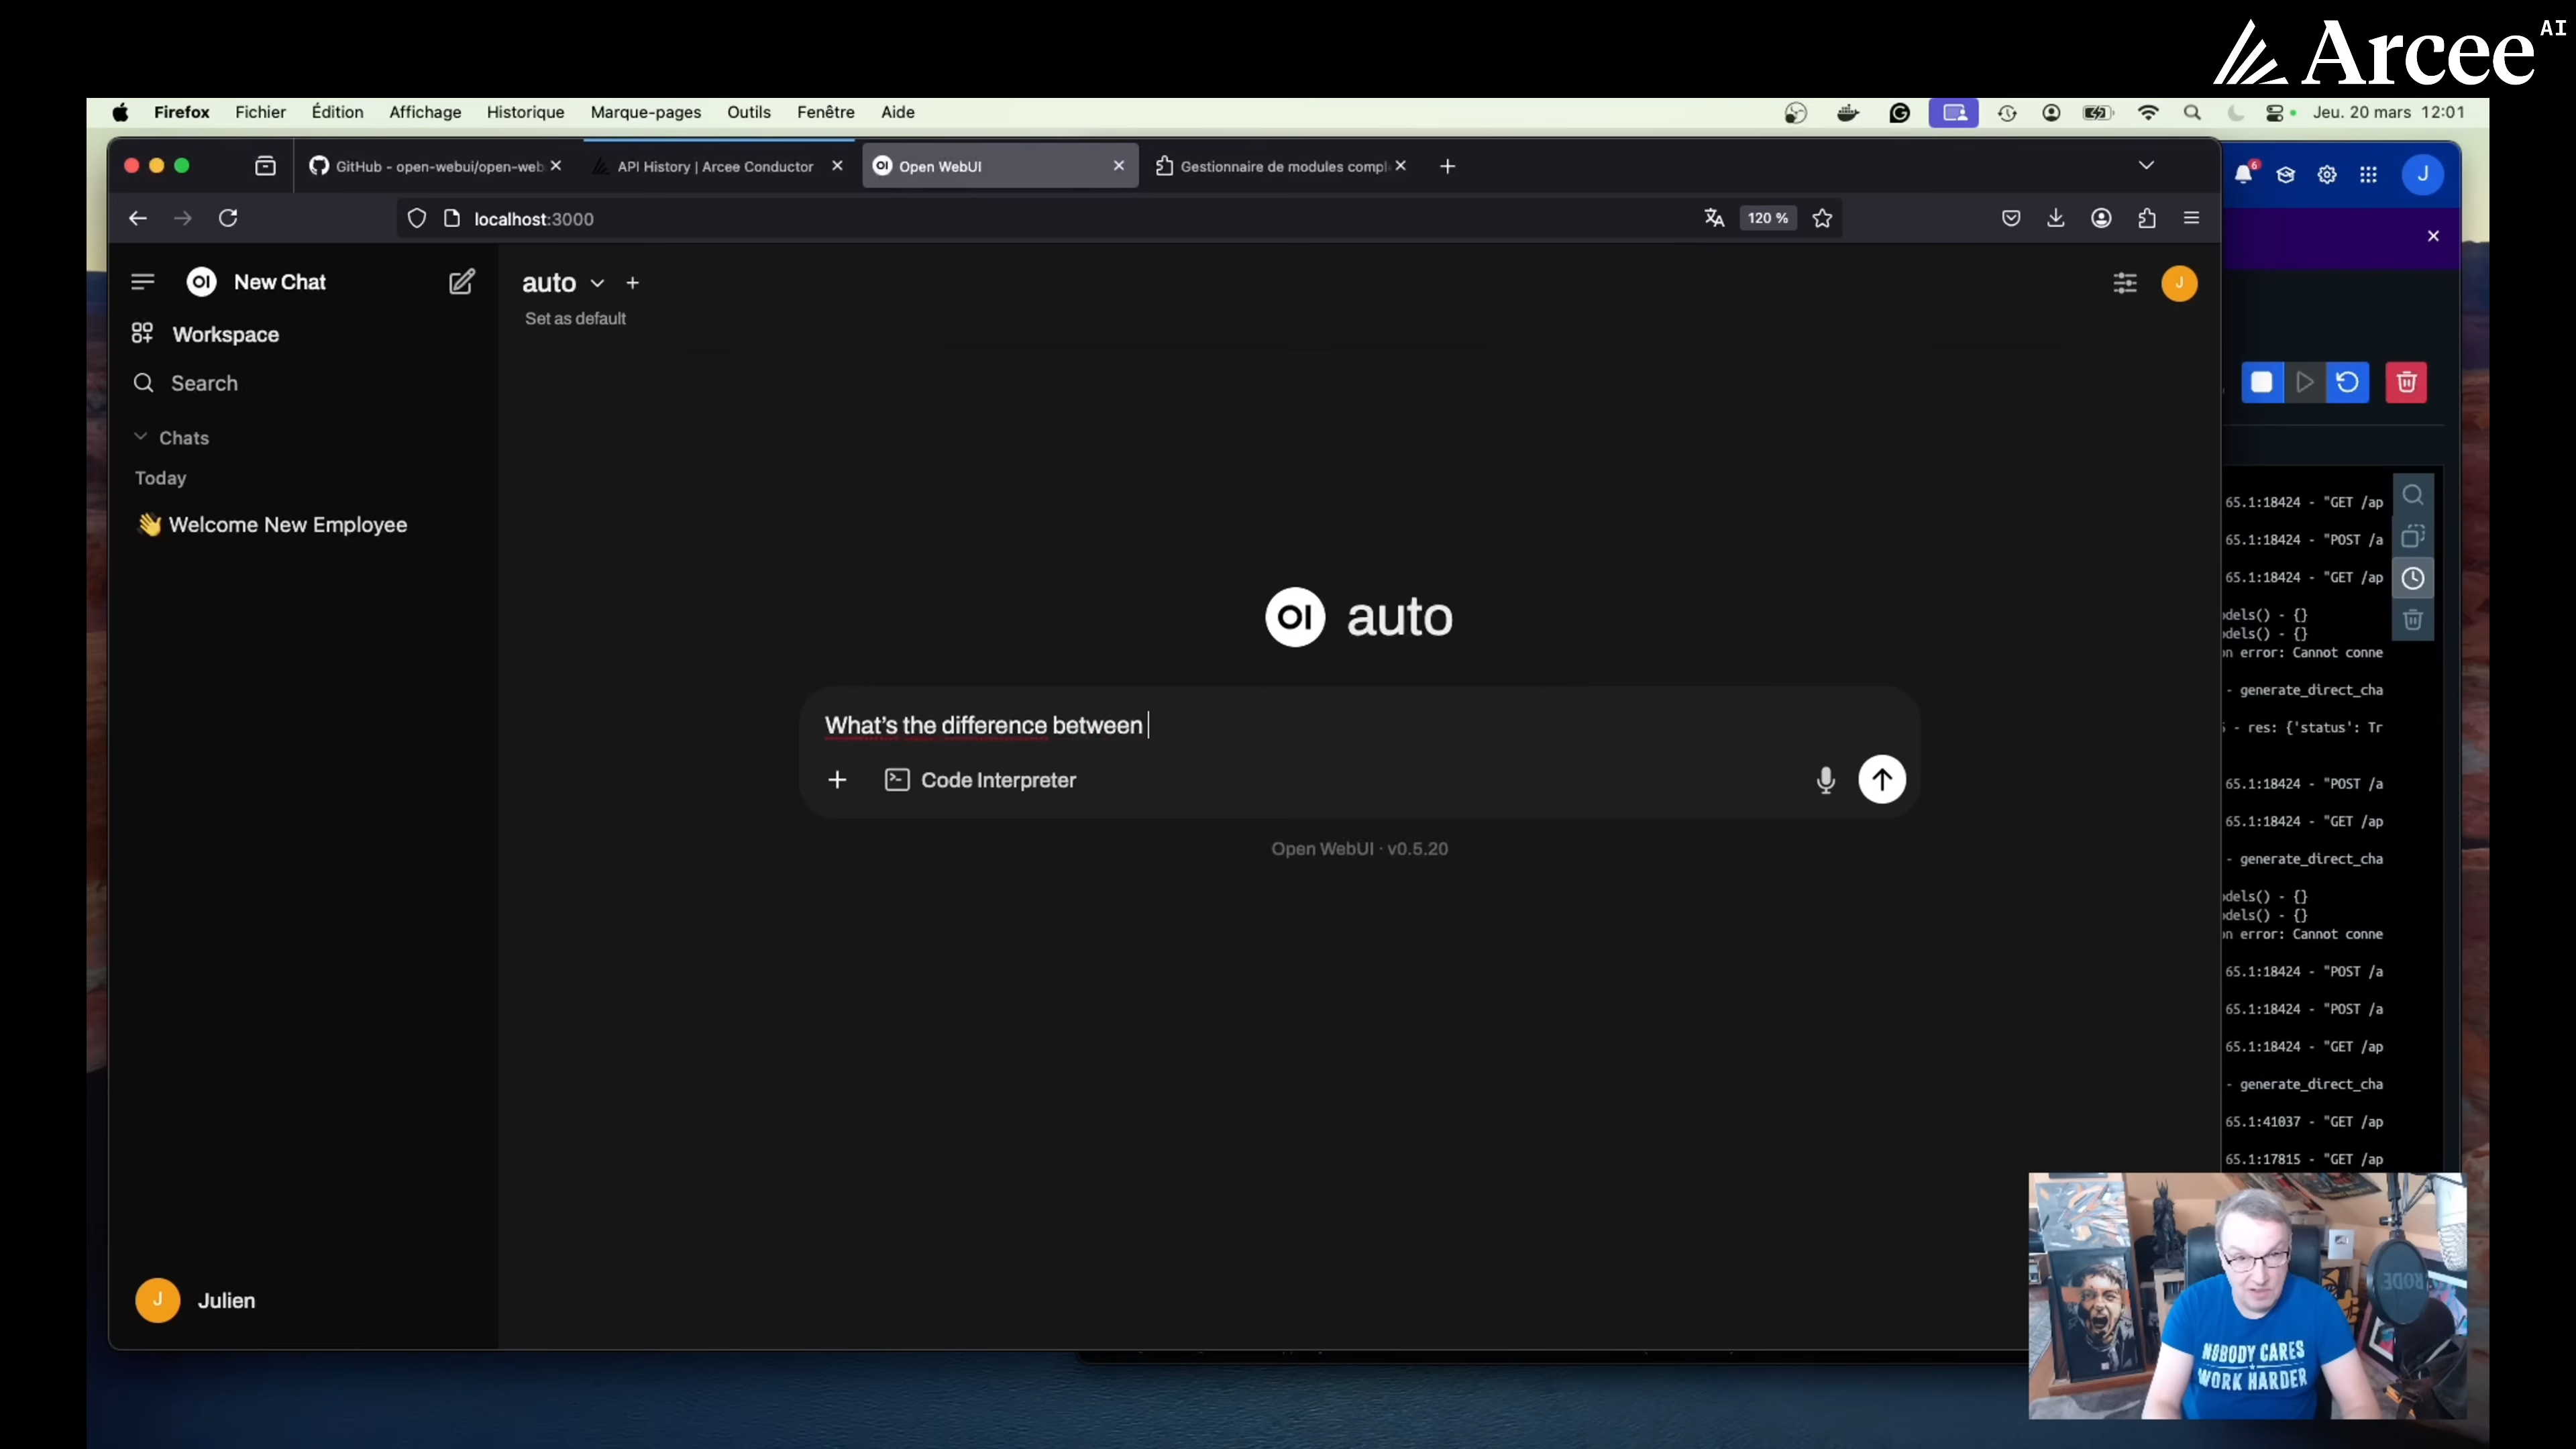 Arcee AI
Firefox Fichier Édition Affichage Historique Marque-pages Outils Fenêtre Aide
Jeu. 20 mars 12:01
GitHub - open-webui/open-web
API History | Arcee Conductor
OI Open WebUI
Gestionnaire de modules compl
6
J
localhost:3000
120 %
OI New Chat
auto
J
Set as default
Workspace
Search
Chats
Today
👋 Welcome New Employee
OI auto
What's the difference between
Code Interpreter
Open WebUI · v0.5.20
J Julien
65.1:18424 - "GET /ap
65.1:18424 - "POST /a
65.1:18424 - "GET /ap
dels() - {}
dels() - {}
n error: Cannot conne
- generate_direct_cha
- res: {'status': Tr
65.1:18424 - "POST /a
65.1:18424 - "GET /ap
- generate_direct_cha
dels() - {}
dels() - {}
n error: Cannot conne
65.1:18424 - "POST /a
65.1:18424 - "POST /a
65.1:18424 - "GET /ap
- generate_direct_cha
65.1:41037 - "GET /ap
65.1:17815 - "GET /ap
RODE
NOBODY CARES
WORK HARDER